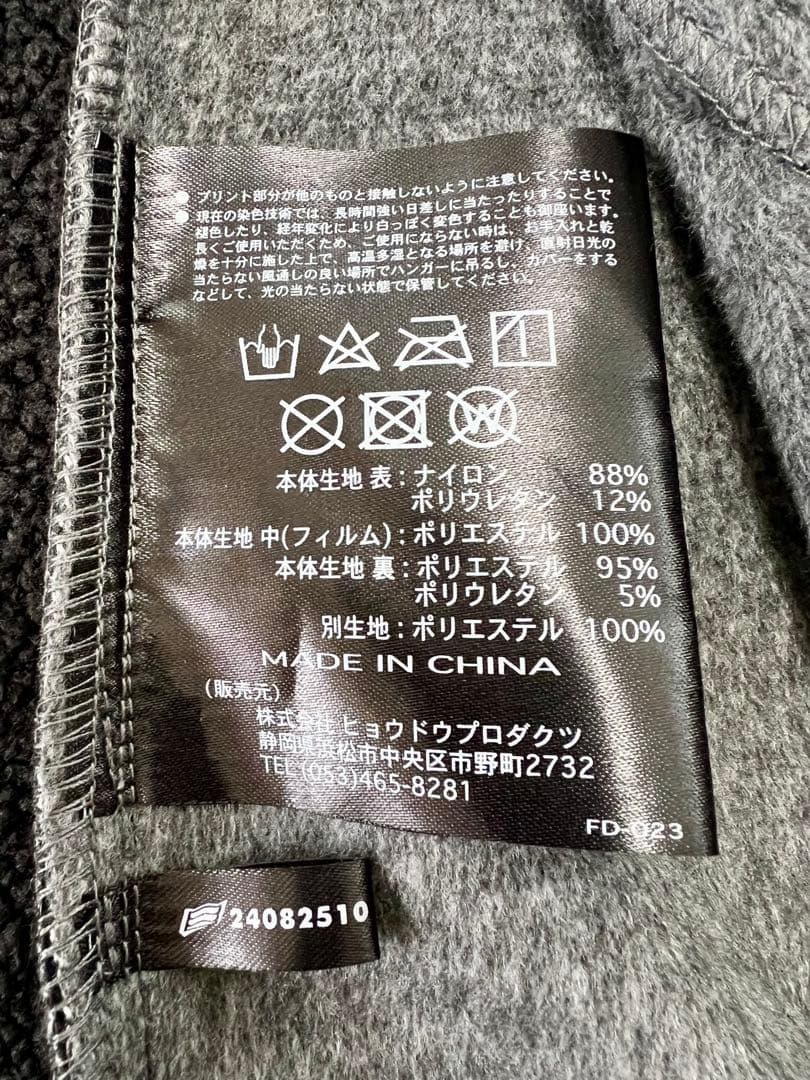 ● プリント部分が他のものと接触しないように注意してください。
● 現在の染色技術では、長時間強い日差しに当たったりすることで
褪色したり、経年変化により白っぽく変色することも御座います。
長くご使用いただくため、ご使用にならない時は、お手入れと乾
燥を十分に施した上で、高温多湿となる場所を避け、直射日光の
当たらない風通しの良い場所でハンガーに吊るし、カバーをする
などして、光の当たらない状態で保管してください。
W
本体生地 表：ナイロン 88%
ポリウレタン 12%
本体生地 中(フィルム)：ポリエステル 100%
本体生地 裏：ポリエステル 95%
ポリウレタン 5%
別生地：ポリエステル 100%
MADE IN CHINA
(販売元)
株式会社 ヒョウドウプロダクツ
静岡県浜松市中央区市野町2732
TEL (053)465-8281
FD-023
24082510